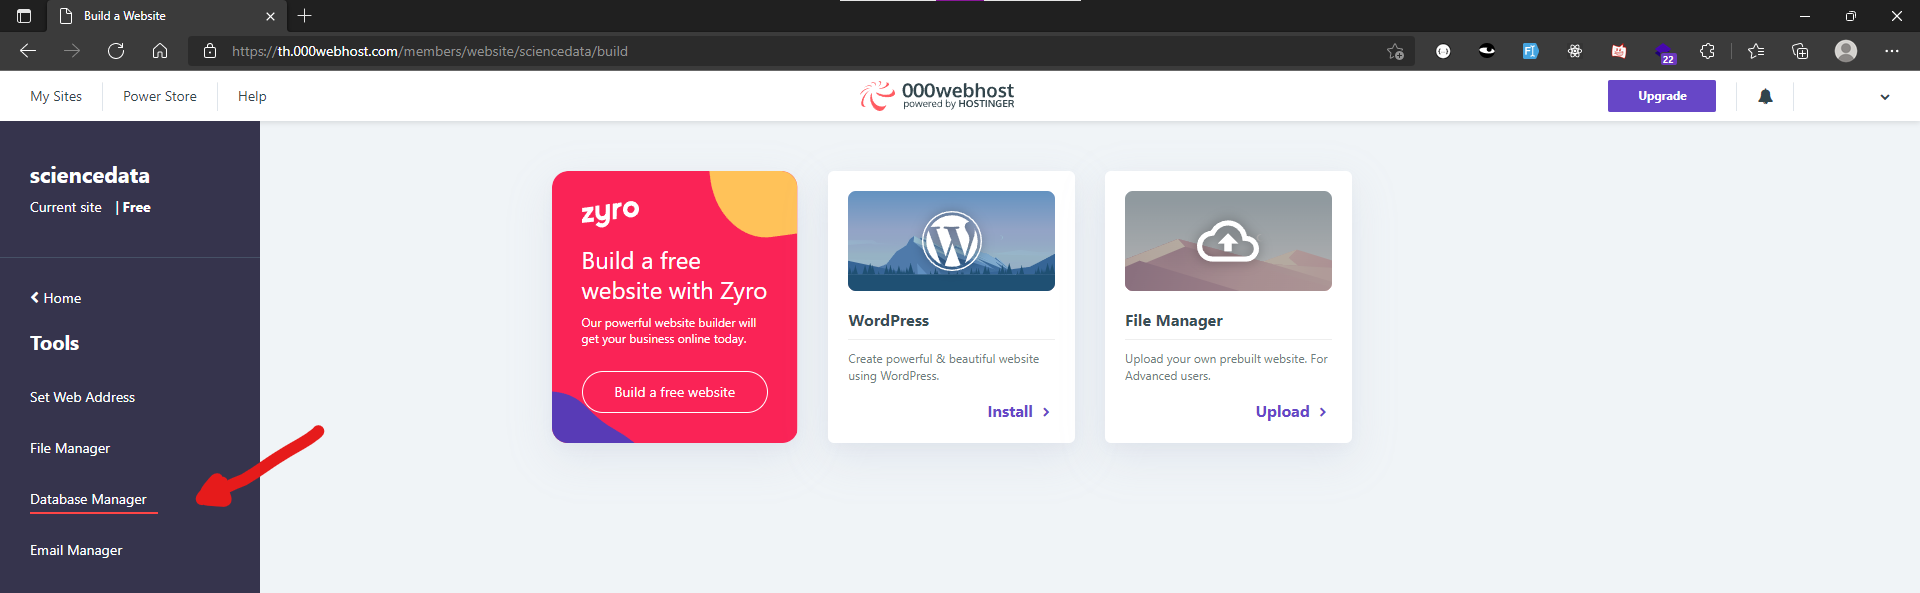 Build a Website
https://th.000webhost.com/members/website/sciencedata/build
22
My Sites
Power Store
Help
000webhost
powered by HOSTINGER
Upgrade
sciencedata
Current site | Free
Home
Tools
Set Web Address
File Manager
Database Manager
Email Manager
zyro
Build a free
website with Zyro
Our powerful website builder will
get your business online today.
Build a free website
WordPress
Create powerful & beautiful website
using WordPress.
Install
File Manager
Upload your own prebuilt website. For
Advanced users.
Upload